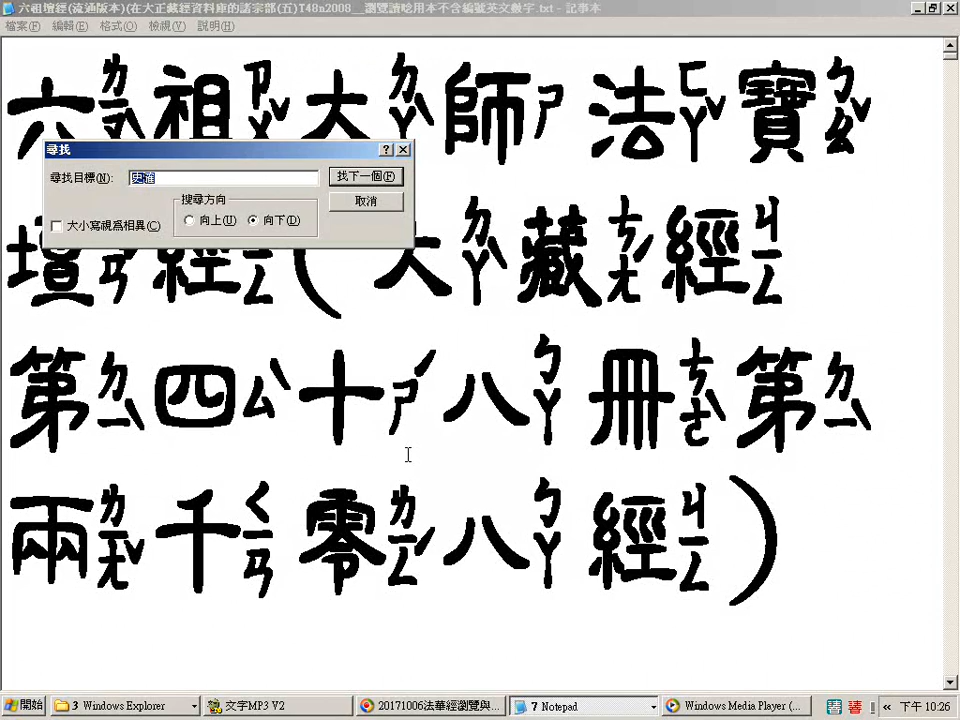 六祖壇經(流通版本)(在大正藏經資料庫的諸宗部(五)T48n2008__瀏覽讀唸用本不含編號英文數字.txt - 記事本
檔案(F) 編輯(E) 格式(O) 檢視(V) 說明(H)
六ㄌㄧㄡ祖ㄗㄨˇ大ㄉㄚˋ師ㄕ法ㄈㄚˇ寶ㄅㄠˇ
尋找
尋找目標(N):
找下一個(F)
搜尋方向
取消
大小寫視為相異(C)
向上(U)
向下(D)
壇ㄊㄢ經ㄐㄧㄥ(大ㄉㄚˋ藏ㄗㄤˋ經ㄐㄧㄥ
第ㄉㄧˋ四ㄙˋ十ㄕˊ八ㄅㄚ冊ㄘㄜˋ第ㄉㄧˋ
兩ㄌㄧㄤˇ千ㄑㄧㄢ零ㄌㄧㄥˊ八ㄅㄚ經ㄐㄧㄥ)
開始
3 Windows Explorer
文字MP3 V2
20171006法華經瀏覽與...
7 Notepad
Windows Media Player (...
下午 10:26